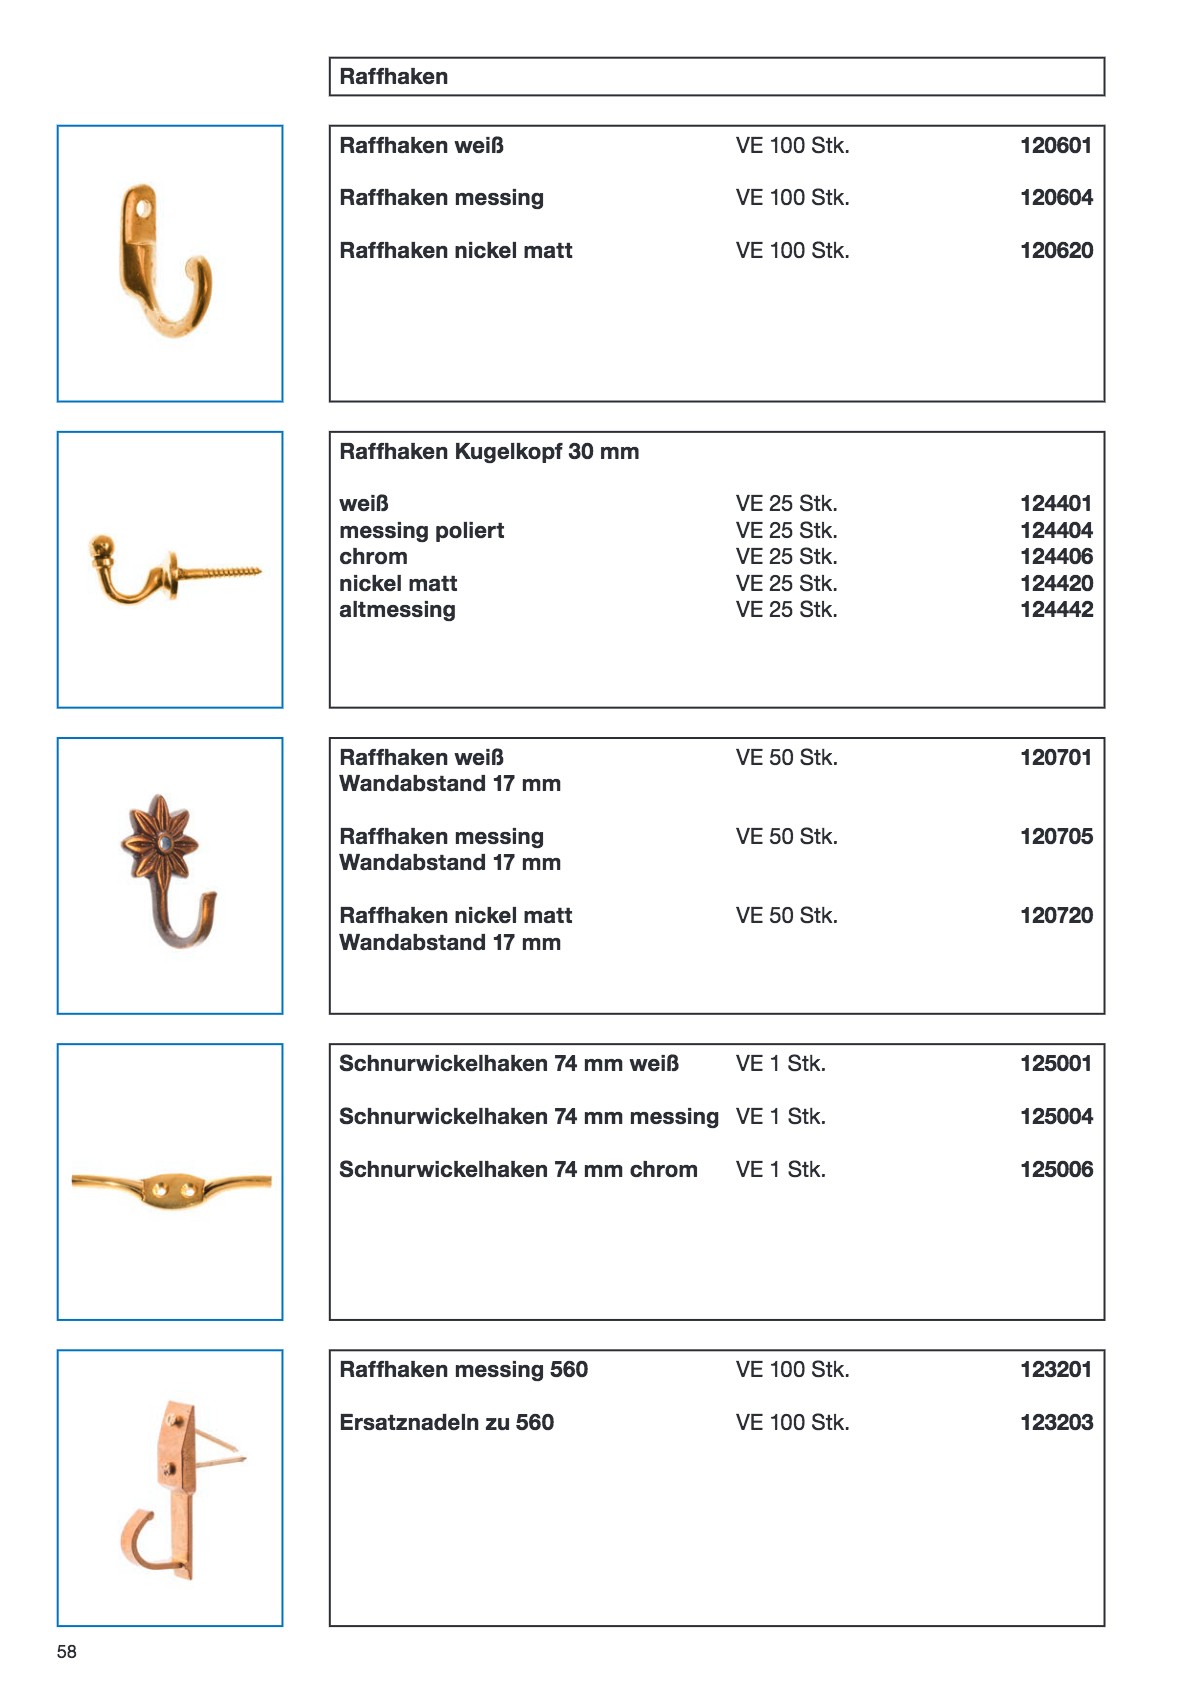 Raffhaken
Raffhaken weiß VE 100 Stk. 120601
Raffhaken messing VE 100 Stk. 120604
Raffhaken nickel matt VE 100 Stk. 120620
Raffhaken Kugelkopf 30 mm
weiß VE 25 Stk. 124401
messing poliert VE 25 Stk. 124404
chrom VE 25 Stk. 124406
nickel matt VE 25 Stk. 124420
altmessing VE 25 Stk. 124442
Raffhaken weiß VE 50 Stk. 120701
Wandabstand 17 mm
Raffhaken messing VE 50 Stk. 120705
Wandabstand 17 mm
Raffhaken nickel matt VE 50 Stk. 120720
Wandabstand 17 mm
Schnurwickelhaken 74 mm weiß VE 1 Stk. 125001
Schnurwickelhaken 74 mm messing VE 1 Stk. 125004
Schnurwickelhaken 74 mm chrom VE 1 Stk. 125006
Raffhaken messing 560 VE 100 Stk. 123201
Ersatznadeln zu 560 VE 100 Stk. 123203
58